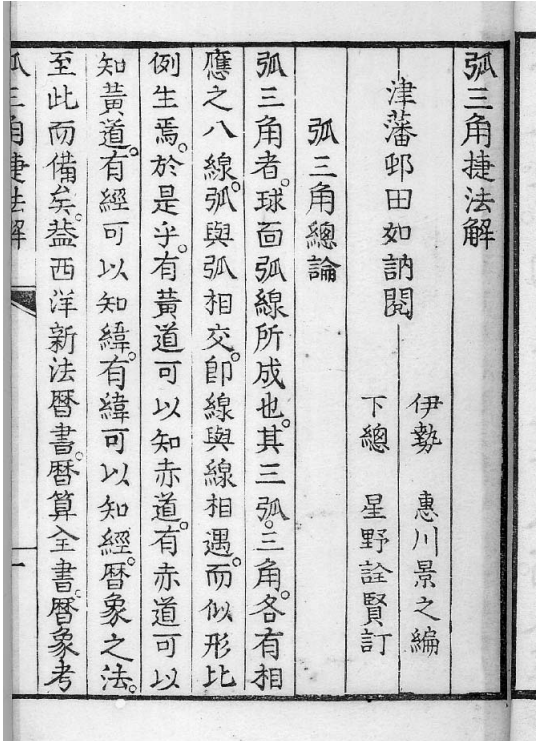 弧三角捷法解
津藩邨田如訥閱
伊勢 惠川景之編
下總 星野詮賢訂
弧三角總論
弧三角者。球面弧線所成也。其三弧。三角。各有相
應之八線。弧與弧相交。卽線與線相遇。而似形比
例生焉。於是乎。有黃道可以知赤道。有赤道可以
知黃道。有經可以知緯。有緯可以知經。曆象之法。
至此而備矣。蓋西洋新法曆書。曆算全書。曆象考
弧三角捷法解
一